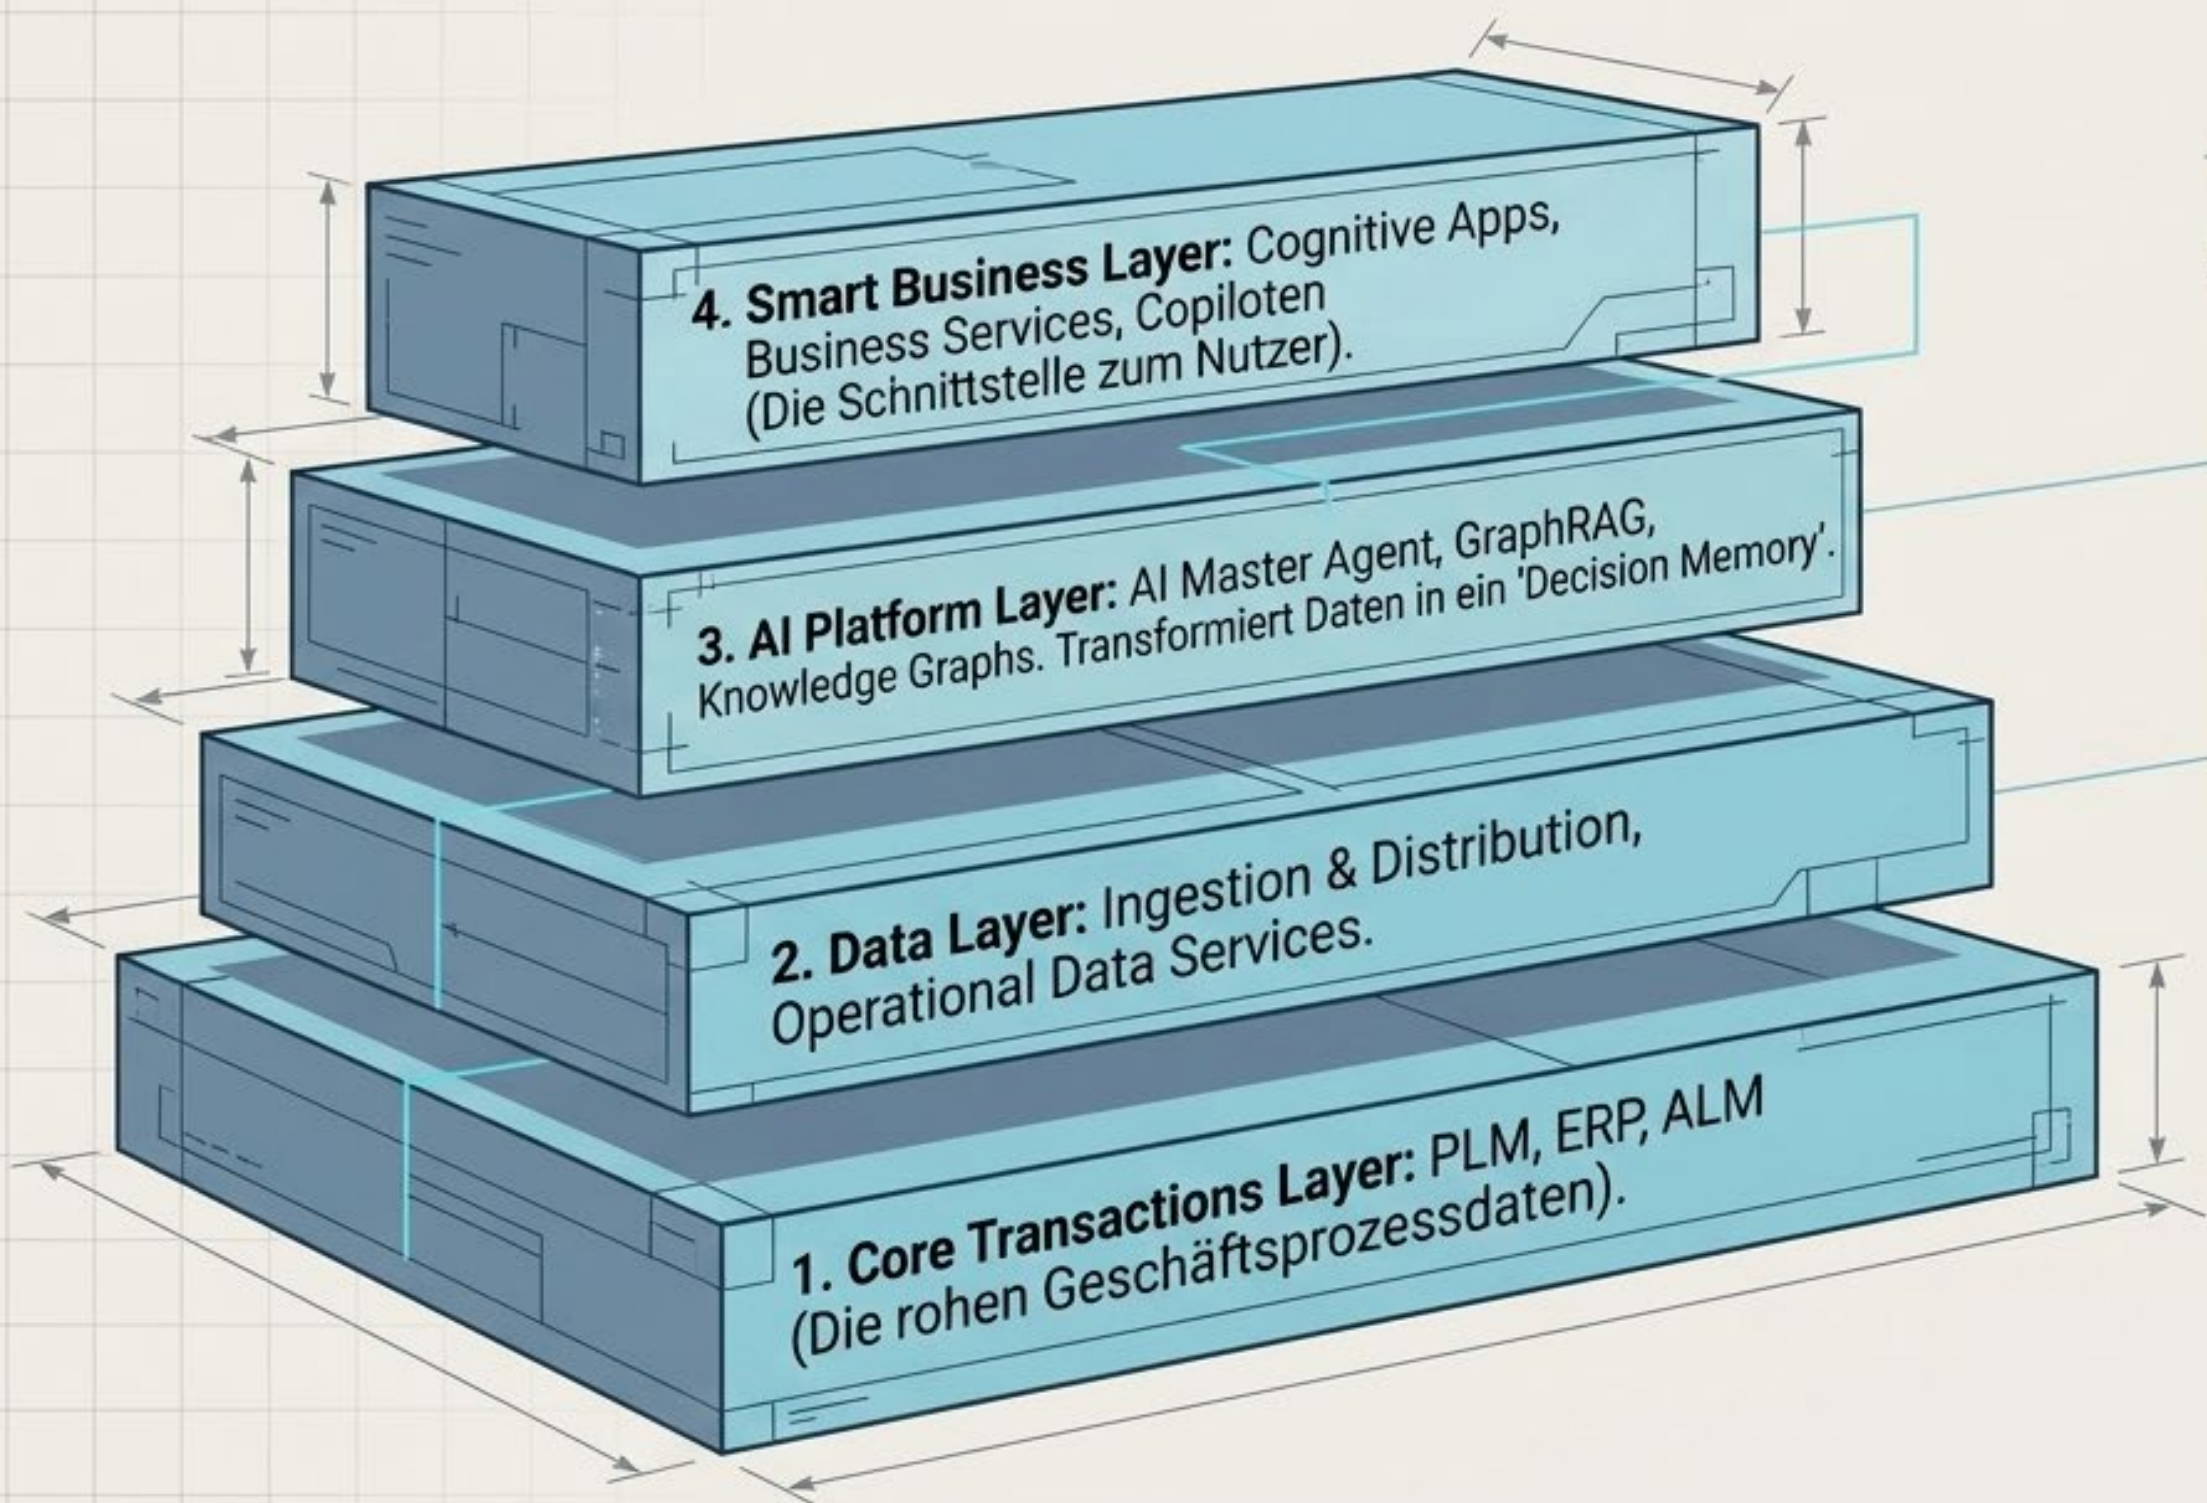 4. Smart Business Layer: Cognitive Apps,
Business Services, Copiloten
(Die Schnittstelle zum Nutzer).
3. AI Platform Layer: AI Master Agent, GraphRAG,
Knowledge Graphs. Transformiert Daten in ein 'Decision Memory'.
2. Data Layer: Ingestion & Distribution,
Operational Data Services.
1. Core Transactions Layer: PLM, ERP, ALM
(Die rohen Geschäftsprozessdaten).